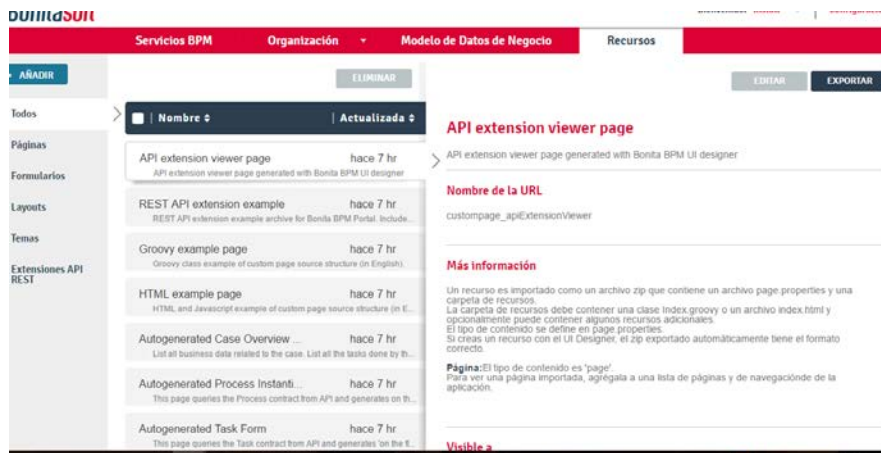 Bonitasoft
Servicios BPM
Organización
Modelo de Datos de Negocio
Recursos
AÑADIR
ELIMINAR
EDITAR
EXPORTAR
Todos
Páginas
Formularios
Layouts
Temas
Extensiones API
REST
Nombre
Actualizada
API extension viewer page hace 7 hr
API extension viewer page generated with Bonita BPM UI designer
REST API extension example hace 7 hr
REST API extension example archive for Bonita BPM Portal. Include...
Groovy example page hace 7 hr
Groovy class example of custom page source structure (in English).
HTML example page hace 7 hr
HTML and Javascript example of custom page source structure (in E...
Autogenerated Case Overview ... hace 7 hr
List all business data related to the case. List all the tasks done by th...
Autogenerated Process Instanti... hace 7 hr
This page queries the Process contract from API and generates on th...
Autogenerated Task Form hace 7 hr
This page queries the Task contract from API and generates 'on the fl...
API extension viewer page
API extension viewer page generated with Bonita BPM UI designer
Nombre de la URL
custompage_apiExtensionViewer
Más información
Un recurso es importado como un archivo zip que contiene un archivo page.properties y una
carpeta de recursos.
La carpeta de recursos debe contener una clase Index.groovy o un archivo index.html y
opcionalmente puede contener algunos recursos adicionales.
El tipo de contenido se define en page.properties.
Si creas un recurso con el UI Designer, el zip exportado automáticamente tiene el formato
correcto.
Página:El tipo de contenido es 'page'.
Para ver una página importada, agrégala a una lista de páginas y de navegaciónde de la
aplicación.
Visible a